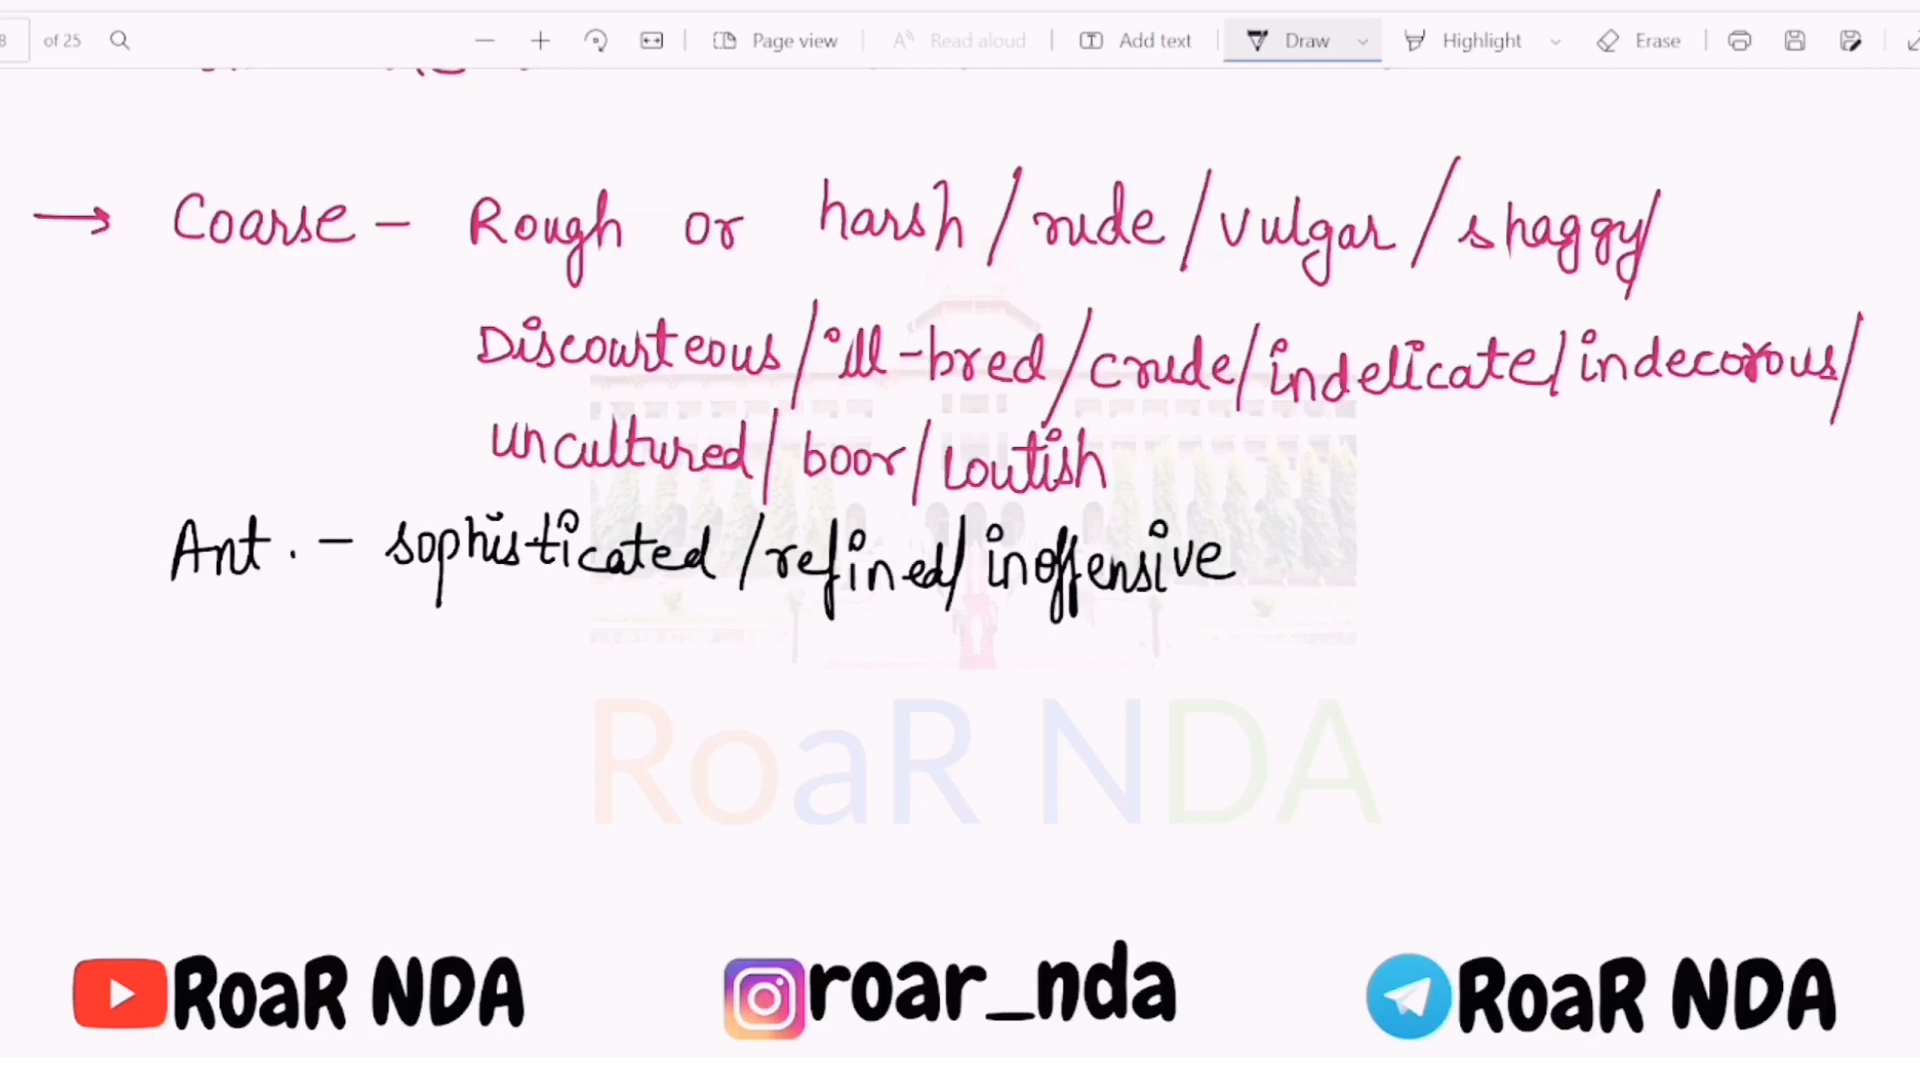 8 of 25 Page view Read aloud Add text Draw Highlight Erase
→ Coarse - Rough or harsh/rude/vulgar/shaggy/
Discourteous/ill-bred/crude/indelicate/indecorous/
uncultured/boor/Loutish
Ant. - sophisticated/refined/inoffensive
RoaR NDA
RoaR NDA roar_nda RoaR NDA